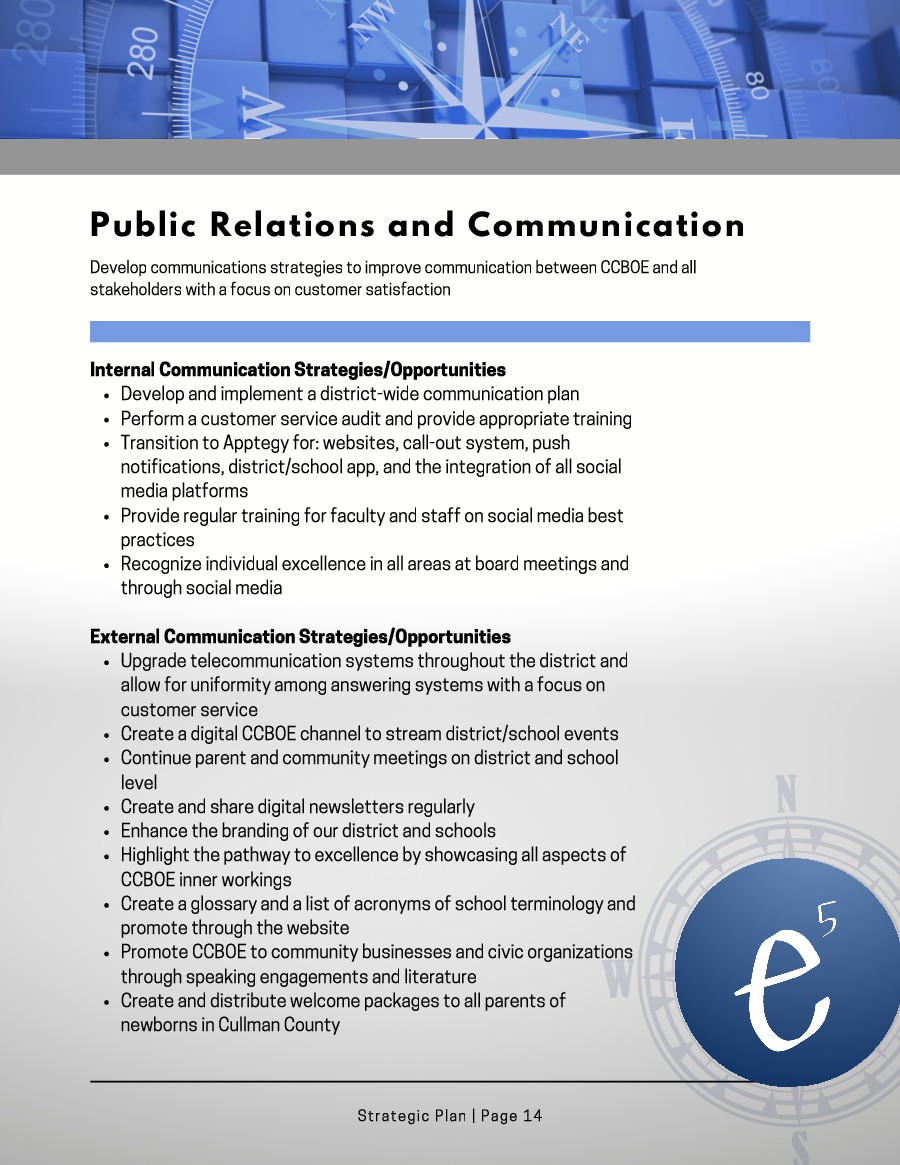 280
NW
NE
NE
W
W
80
80
280
Public Relations and Communication
Develop communications strategies to improve communication between CCBOE and all
stakeholders with a focus on customer satisfaction
Internal Communication Strategies/Opportunities
• Develop and implement a district-wide communication plan
• Perform a customer service audit and provide appropriate training
• Transition to Apptegy for: websites, call-out system, push
notifications, district/school app, and the integration of all social
media platforms
• Provide regular training for faculty and staff on social media best
practices
• Recognize individual excellence in all areas at board meetings and
through social media
External Communication Strategies/Opportunities
• Upgrade telecommunication systems throughout the district and
allow for uniformity among answering systems with a focus on
customer service
• Create a digital CCBOE channel to stream district/school events
• Continue parent and community meetings on district and school
level
• Create and share digital newsletters regularly
• Enhance the branding of our district and schools
• Highlight the pathway to excellence by showcasing all aspects of
CCBOE inner workings
• Create a glossary and a list of acronyms of school terminology and
promote through the website
• Promote CCBOE to community businesses and civic organizations
through speaking engagements and literature
• Create and distribute welcome packages to all parents of
newborns in Cullman County
N
W
e5
S
Strategic Plan | Page 14